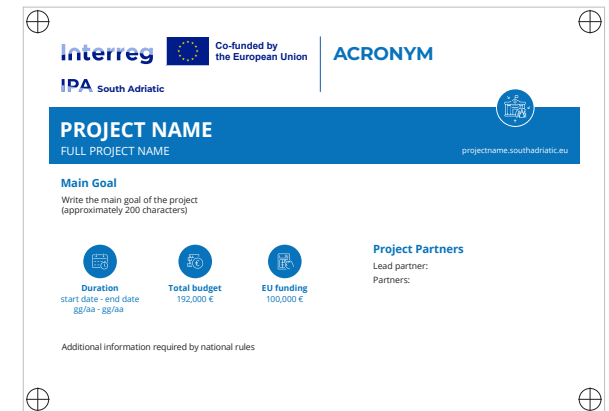 Interreg
Co-funded by
the European Union
ACRONYM
IPA South Adriatic
PROJECT NAME
FULL PROJECT NAME
projectname.southadriatic.eu
Main Goal
Write the main goal of the project
(approximately 200 characters)
Duration
start date - end date
gg/aa - gg/aa
Total budget
192,000 €
EU funding
100,000 €
Project Partners
Lead partner:
Partners:
Additional information required by national rules